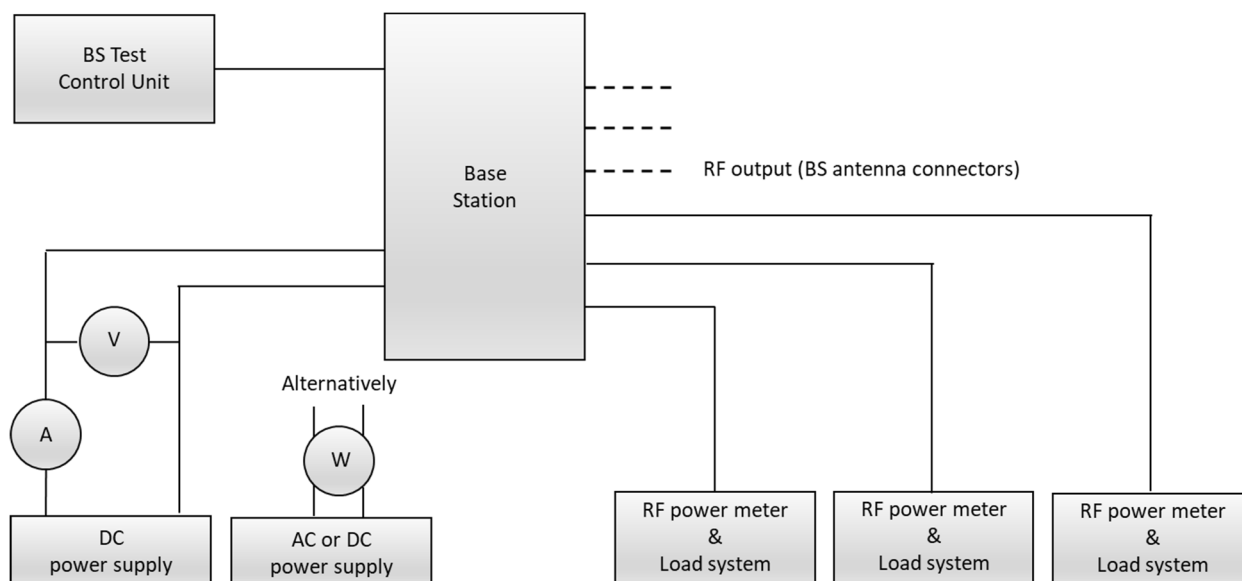 BS Test
Control Unit
Base
Station
RF output (BS antenna connectors)
V
Alternatively
A
W
DC
power supply
AC or DC
power supply
RF power meter
&
Load system
RF power meter
&
Load system
RF power meter
&
Load system